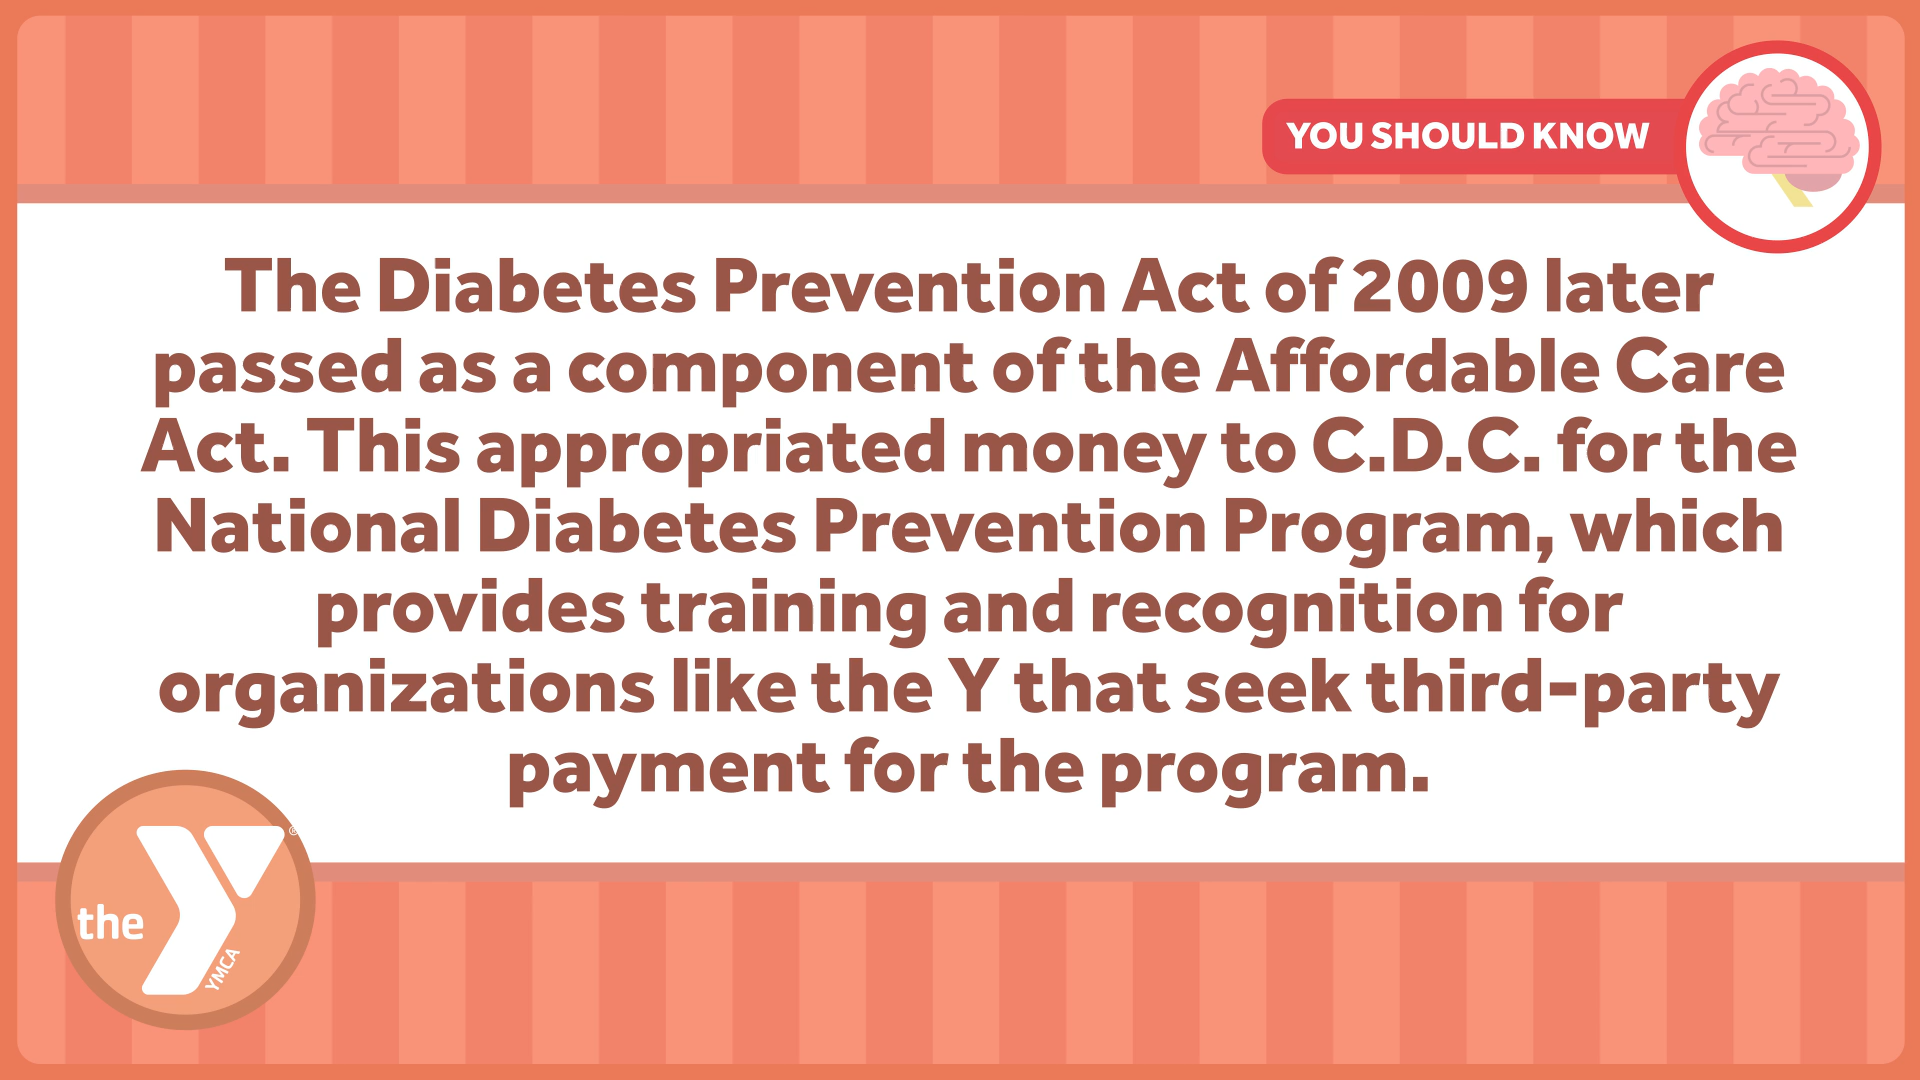 YOU SHOULD KNOW
The Diabetes Prevention Act of 2009 later
passed as a component of the Affordable Care
Act. This appropriated money to C.D.C. for the
National Diabetes Prevention Program, which
provides training and recognition for
organizations like the Y that seek third-party
payment for the program.
the Y®
YMCA